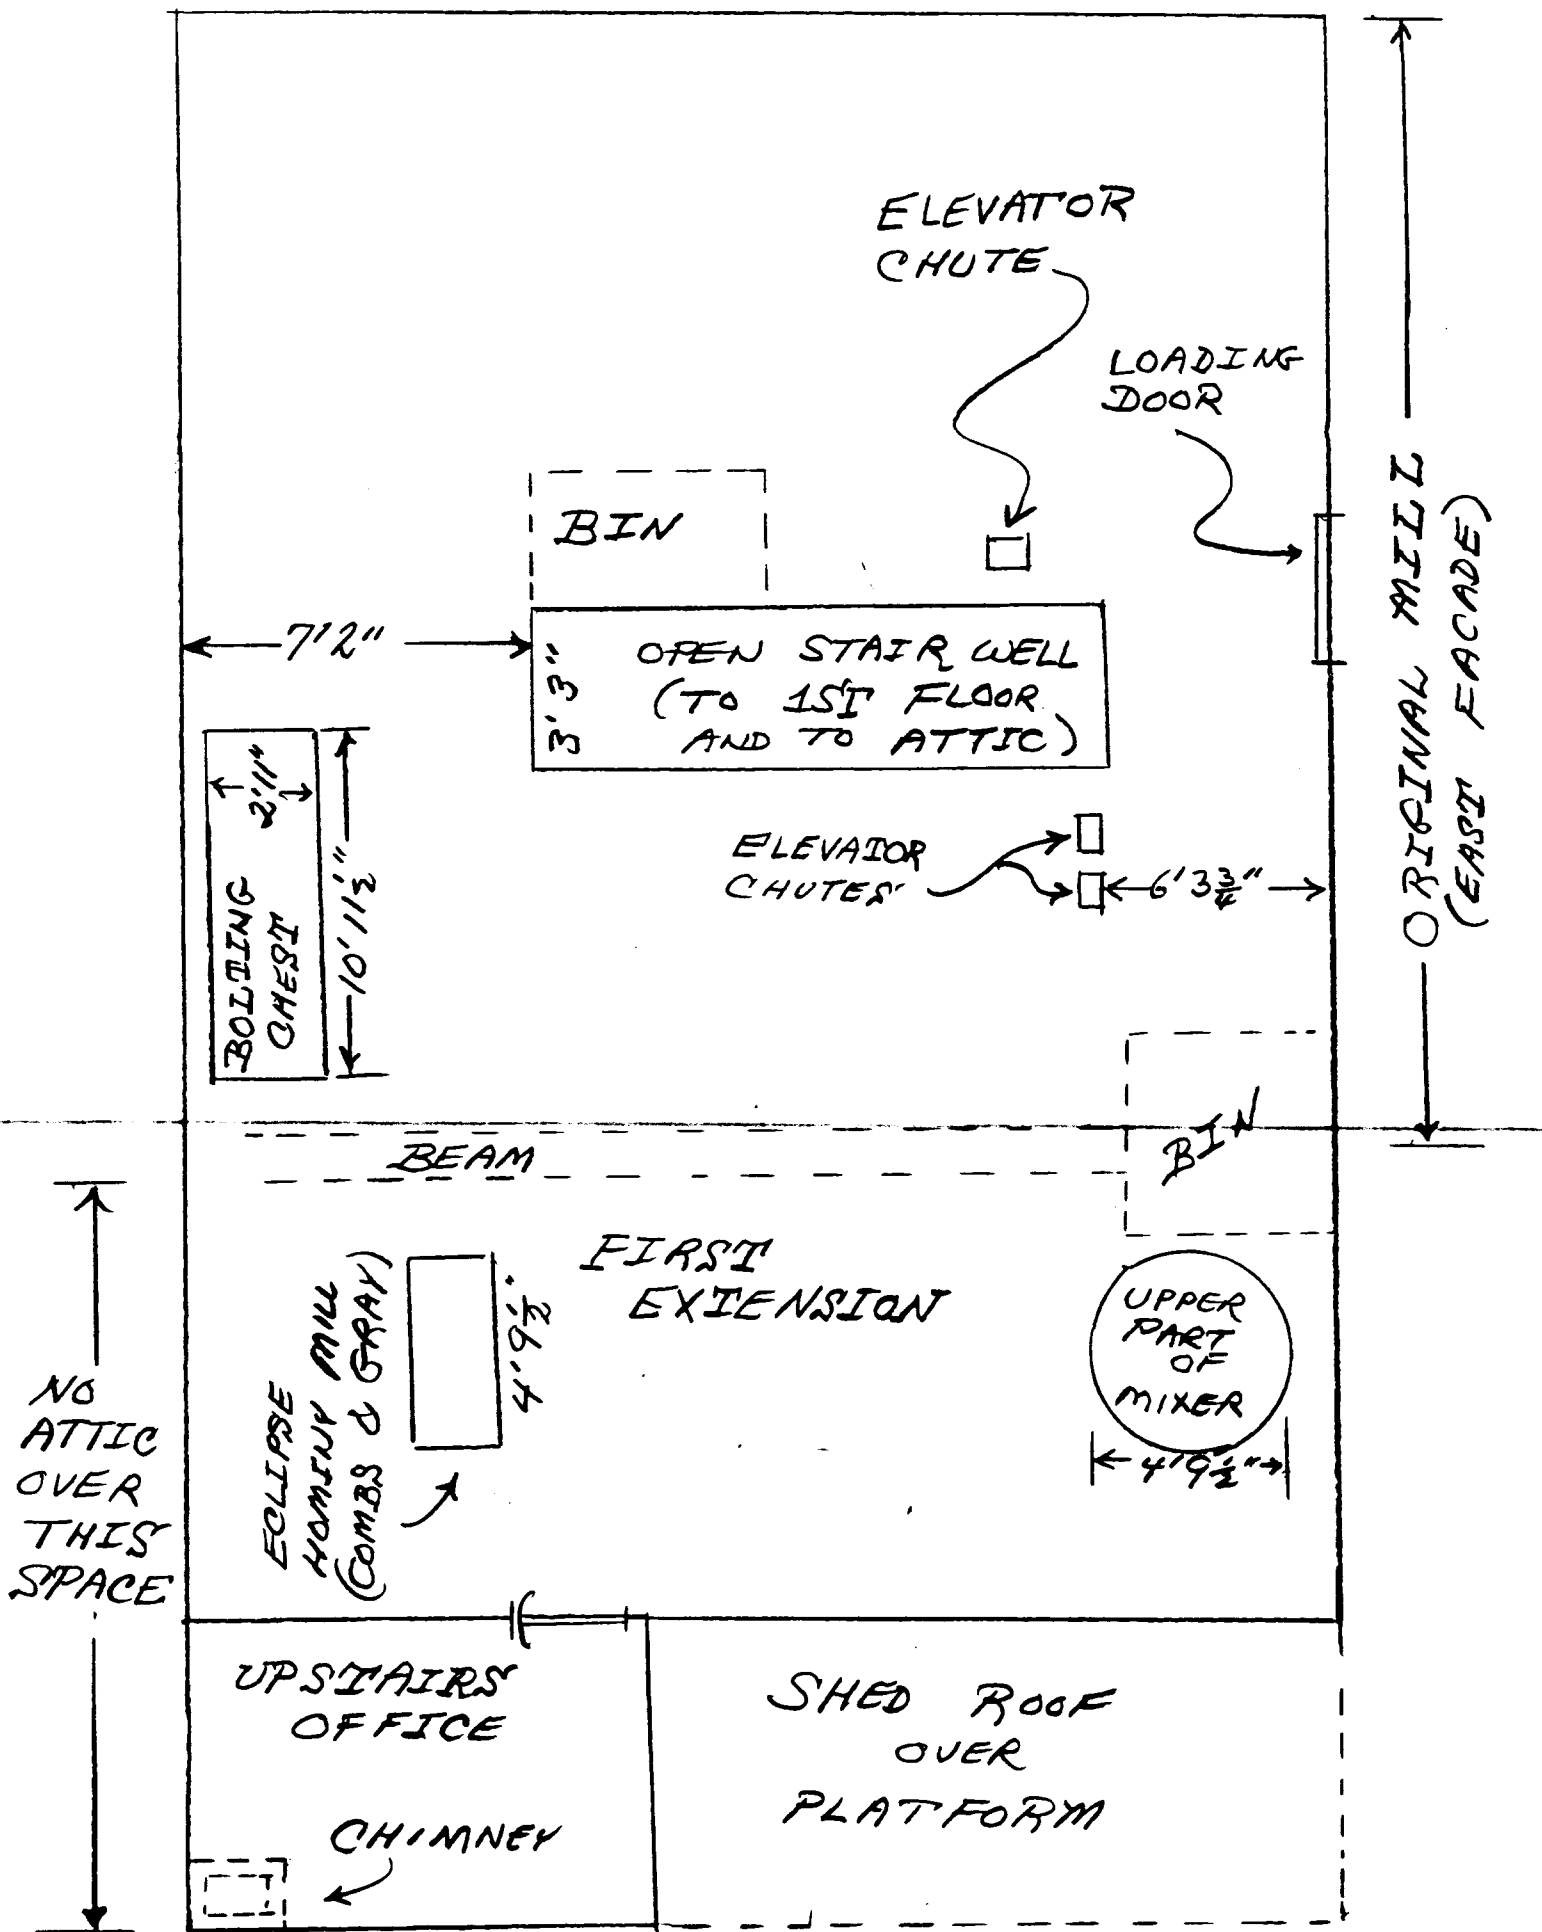 ELEVATOR
CHUTE
LOADING
DOOR
BIN
7'2"
3' 3"
OPEN STAIR WELL
(TO 1ST FLOOR
AND TO ATTIC)
ORIGINAL MILL
(EAST FACADE)
2'11"
BOLTING
CHEST
10' 11½"
ELEVATOR
CHUTES
6' 3¾"
BIN
BEAM
FIRST
EXTENSION
ECLIPSE
HOMINY MILL
(COMBS & GRAY)
4' 9½"
UPPER
PART
OF
MIXER
4' 9½"
NO
ATTIC
OVER
THIS
SPACE
UPSTAIRS
OFFICE
SHED ROOF
OVER
PLATFORM
CHIMNEY